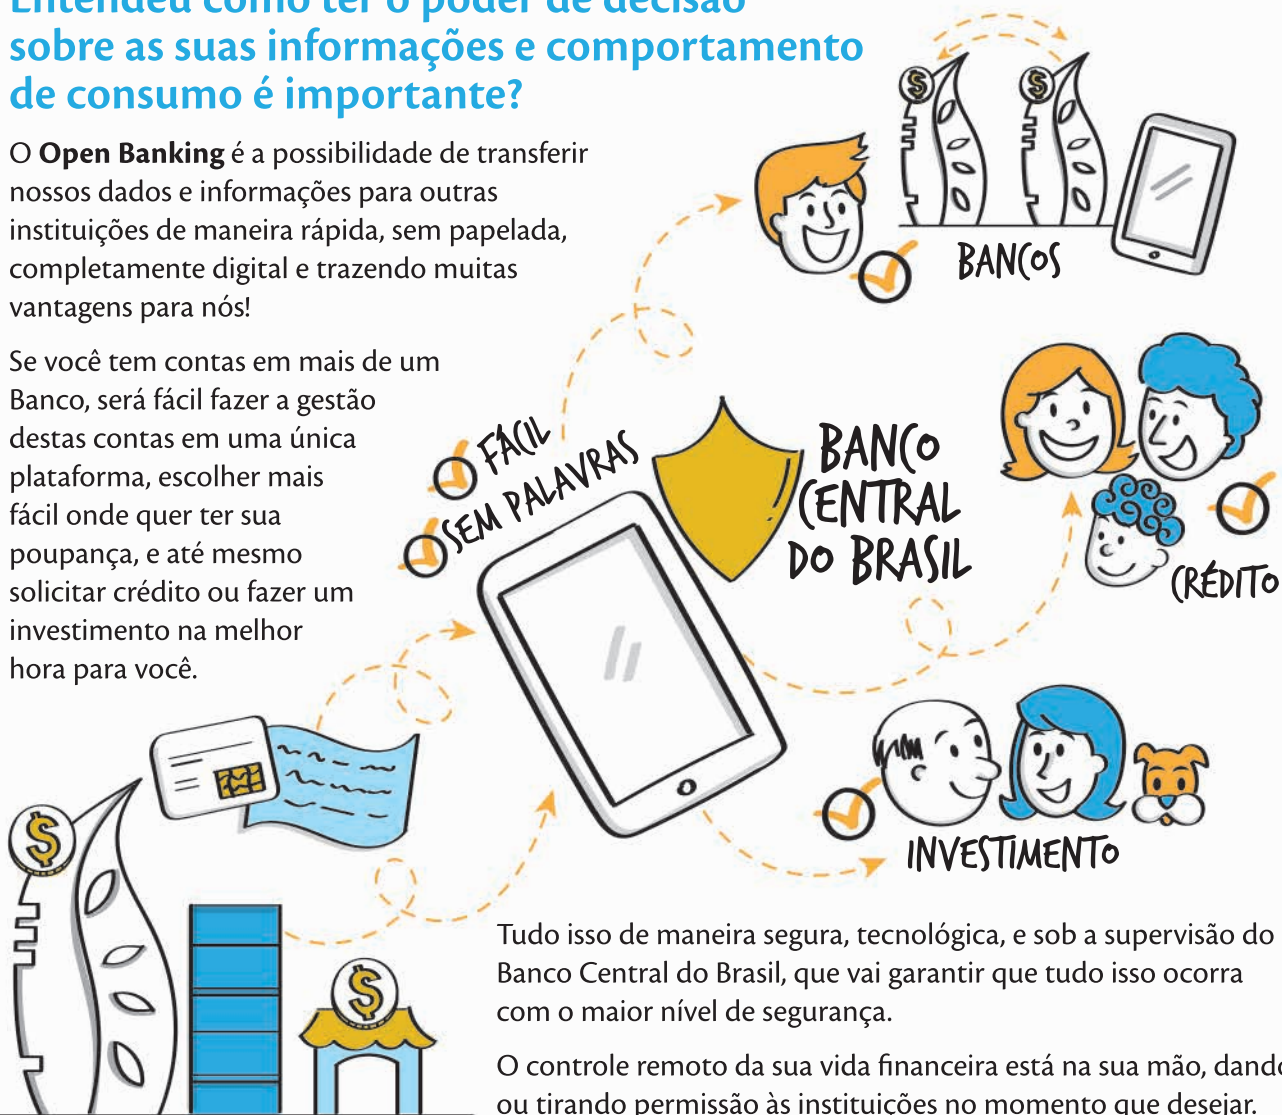 Entendeu como ter o poder de decisão
sobre as suas informações e comportamento
de consumo é importante?
O Open Banking é a possibilidade de transferir
nossos dados e informações para outras
instituições de maneira rápida, sem papelada,
completamente digital e trazendo muitas
vantagens para nós!
Se você tem contas em mais de um
Banco, será fácil fazer a gestão
destas contas em uma única
plataforma, escolher mais
fácil onde quer ter sua
poupança, e até mesmo
solicitar crédito ou fazer um
investimento na melhor
hora para você.
BANCOS
FÁCIL
SEM PALAVRAS
BANCO
CENTRAL
DO BRASIL
CRÉDITO
INVESTIMENTO
Tudo isso de maneira segura, tecnológica, e sob a supervisão do
Banco Central do Brasil, que vai garantir que tudo isso ocorra
com o maior nível de segurança.
O controle remoto da sua vida financeira está na sua mão, dando
ou tirando permissão às instituições no momento que desejar.